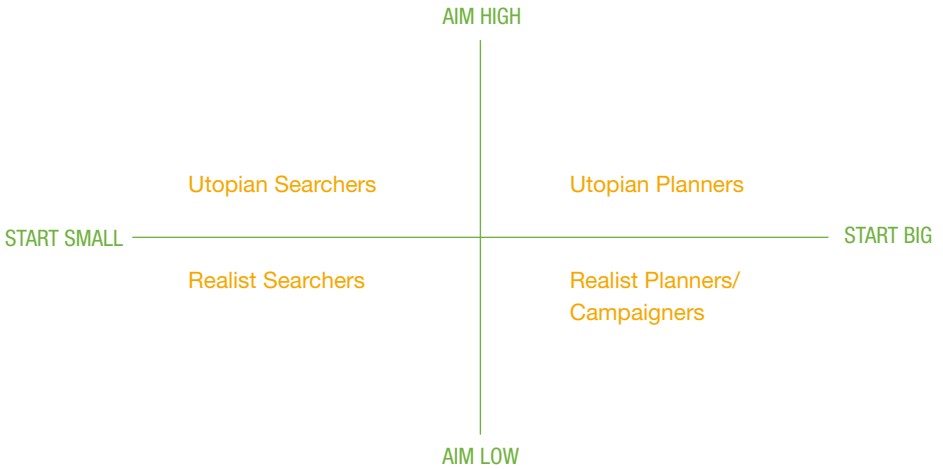 AIM HIGH
Utopian Searchers
Utopian Planners
START SMALL
START BIG
Realist Searchers
Realist Planners/
Campaigners
AIM LOW